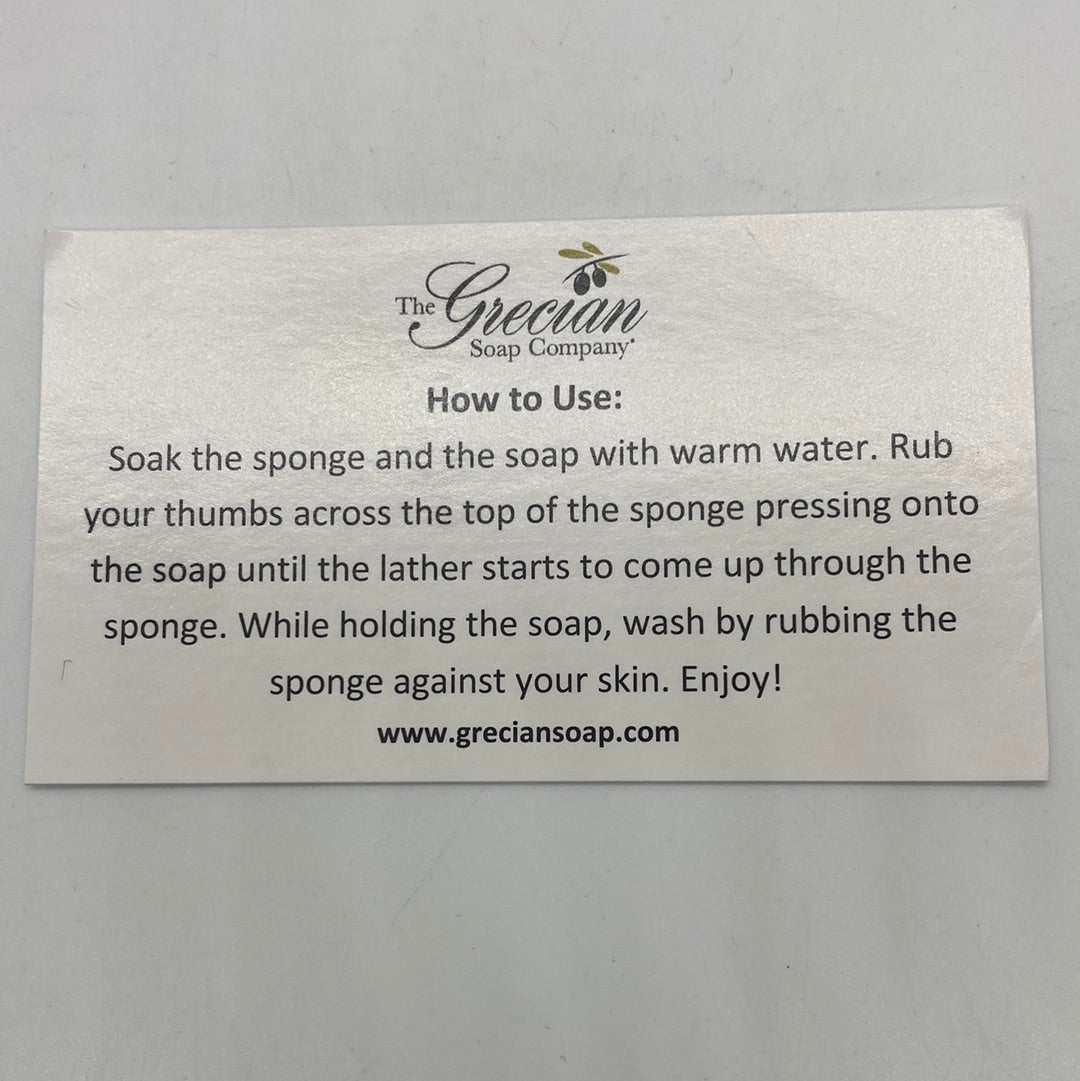 The Grecian
Soap Company
How to Use:
Soak the sponge and the soap with warm water. Rub
your thumbs across the top of the sponge pressing onto
the soap until the lather starts to come up through the
sponge. While holding the soap, wash by rubbing the
sponge against your skin. Enjoy!
www.greciansoap.com